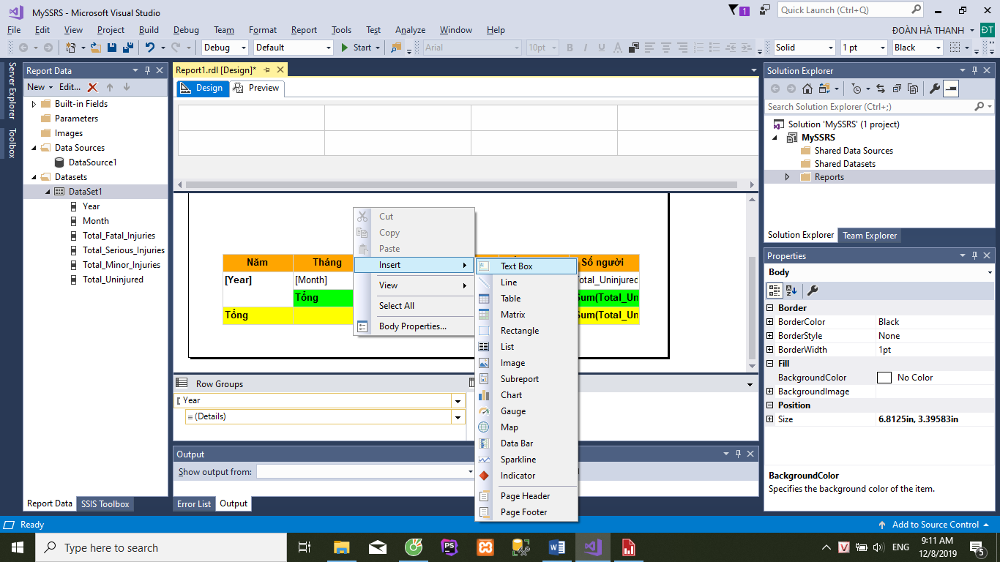 MySSRS - Microsoft Visual Studio
1
Quick Launch (Ctrl+Q)
File Edit View Project Build Debug Team Format Report Tools Test Analyze Window Help
ĐOÀN HÀ THANH
ĐT
Debug
Default
Start
Arial
10pt
B I U A
Solid
1 pt
Black
Server Explorer
Toolbox
Report Data
New Edit...
Built-in Fields
Parameters
Images
Data Sources
DataSource1
Datasets
DataSet1
Year
Month
Total_Fatal_Injuries
Total_Serious_Injuries
Total_Minor_Injuries
Total_Uninjured
Report Data
SSIS Toolbox
Report1.rdl [Design]*
Design
Preview
Năm
Tháng
Số người
[Year]
[Month]
otal_Uninjured
Tổng
Sum(Total_Un
Tổng
Sum(Total_Un
Cut
Copy
Paste
Insert
View
Select All
Body Properties...
Text Box
Line
Table
Matrix
Rectangle
List
Image
Subreport
Chart
Gauge
Map
Data Bar
Sparkline
Indicator
Page Header
Page Footer
Row Groups
Year
(Details)
Output
Show output from:
Error List
Output
Solution Explorer
Search Solution Explorer (Ctrl+;)
Solution 'MySSRS' (1 project)
MySSRS
Shared Data Sources
Shared Datasets
Reports
Solution Explorer
Team Explorer
Properties
Body
Border
BorderColor Black
BorderStyle None
BorderWidth 1pt
Fill
BackgroundColor No Color
BackgroundImage
Position
Size 6.8125in, 3.39583in
BackgroundColor
Specifies the background color of the item.
Ready
Add to Source Control
Type here to search
PS
V
ENG
9:11 AM
12/8/2019
5